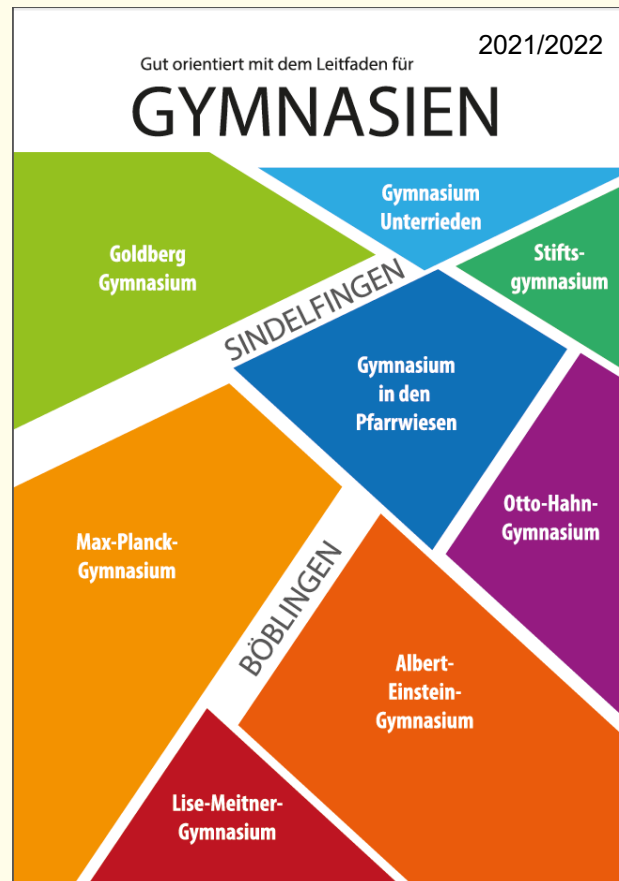 2021/2022
Gut orientiert mit dem Leitfaden für
GYMNASIEN
Gymnasium
Unterrieden
Goldberg
Gymnasium
Stifts-
gymnasium
SINDELFINGEN
Gymnasium
in den
Pfarrwiesen
Otto-Hahn-
Gymnasium
Max-Planck-
Gymnasium
BÖBLINGEN
Albert-
Einstein-
Gymnasium
Lise-Meitner-
Gymnasium